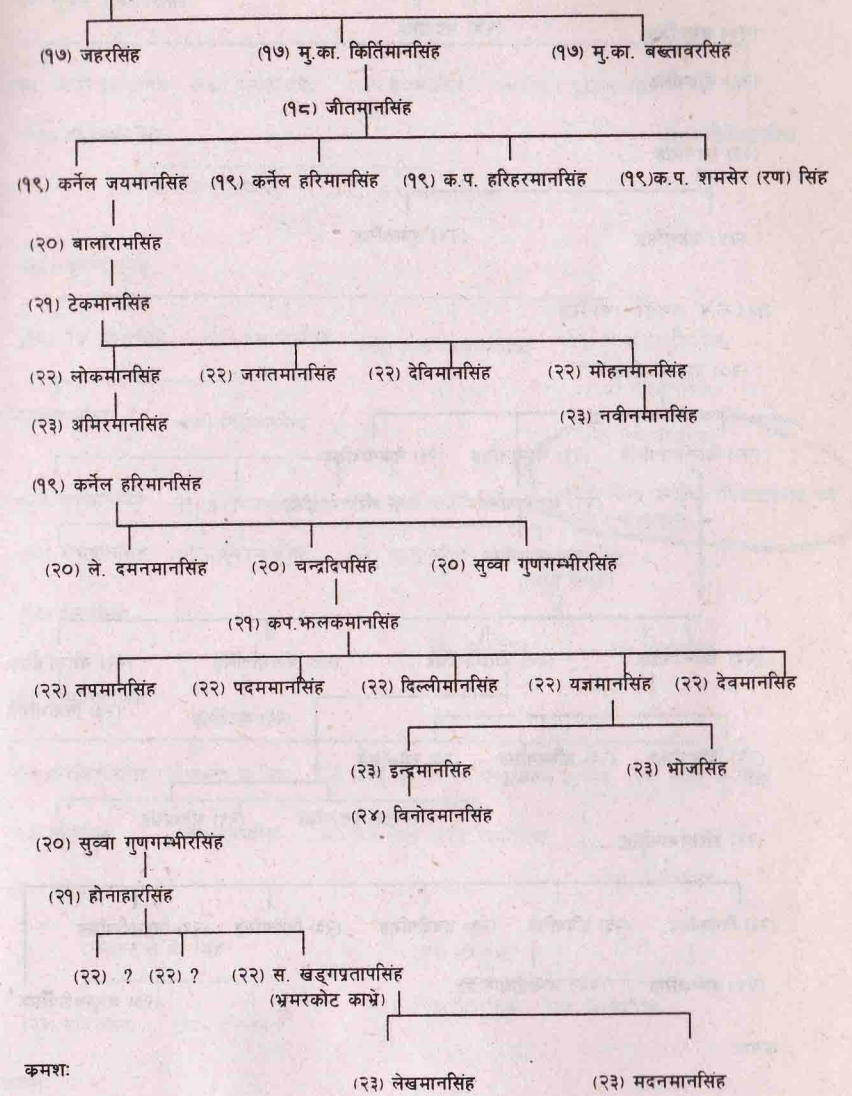 (१७) जहरसिंह (१७) मु.का. किर्तिमानसिंह (१७) मु.का. बख्तावरसिंह
(१८) जीतमानसिंह
(१९) कर्नेल जयमानसिंह (१९) कर्नेल हरिमानसिंह (१९) क.प. हरिहरमानसिंह (१९)क.प. शमसेर (रण) सिंह
(२०) बालारामसिंह
(२१) टेकमानसिंह
(२२) लोकमानसिंह (२२) जगतमानसिंह (२२) देविमानसिंह (२२) मोहनमानसिंह
(२३) अमिरमानसिंह (२३) नवीनमानसिंह
(१९) कर्नेल हरिमानसिंह
(२०) ले. दमनमानसिंह (२०) चन्द्रदिपसिंह (२०) सुव्वा गुणगम्भीरसिंह
(२१) कप.झलकमानसिंह
(२२) तपमानसिंह (२२) पदममानसिंह (२२) दिल्लीमानसिंह (२२) यज्ञमानसिंह (२२) देवमानसिंह
(२३) इन्द्रमानसिंह (२३) भोजसिंह
(२४) विनोदमानसिंह
(२०) सुव्वा गुणगम्भीरसिंह
(२१) होनाहारसिंह
(२२) ? (२२) ? (२२) स. खड्गप्रतापसिंह
(भ्रमरकोट काभ्रे)
क्रमशः
(२३) लेखमानसिंह (२३) मदनमानसिंह